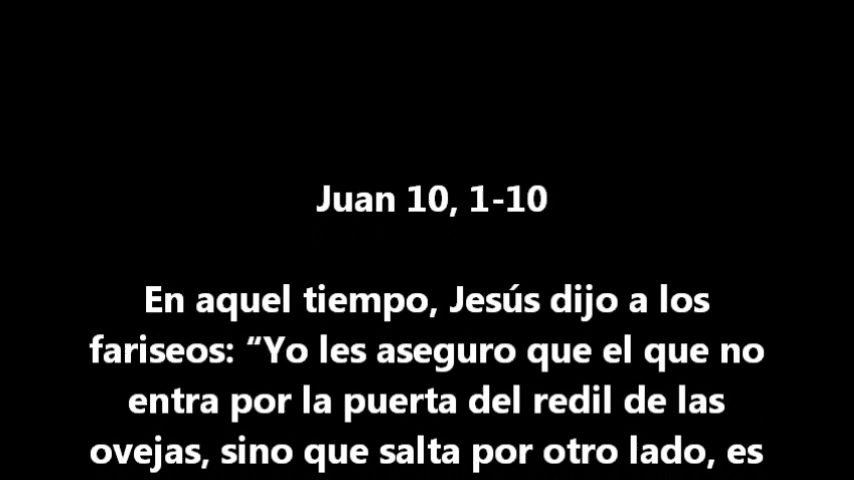 Juan 10, 1-10
En aquel tiempo, Jesús dijo a los
fariseos: “Yo les aseguro que el que no
entra por la puerta del redil de las
ovejas, sino que salta por otro lado, es